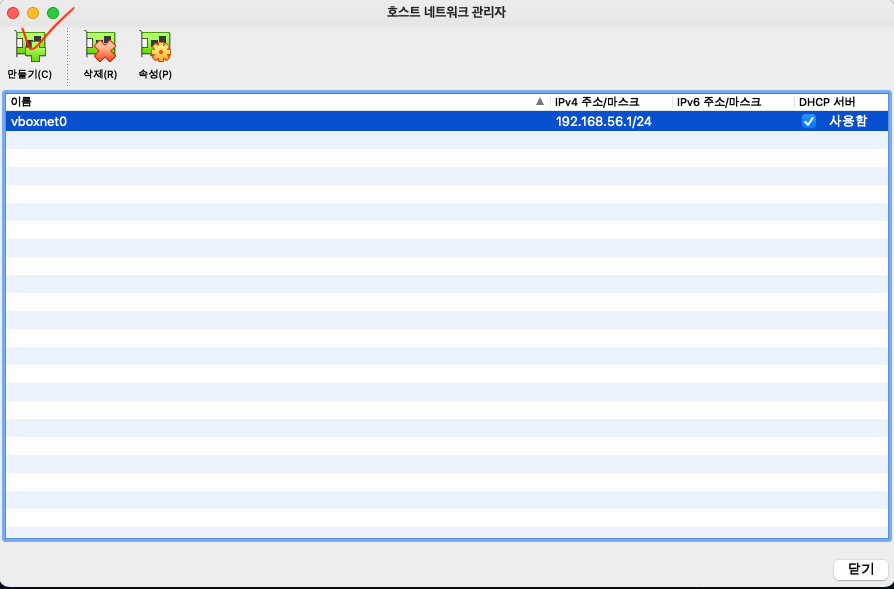 호스트 네트워크 관리자
만들기(C) 삭제(R) 속성(P)
이름 IPv4 주소/마스크 IPv6 주소/마스크 DHCP 서버
vboxnet0 192.168.56.1/24 사용함
닫기